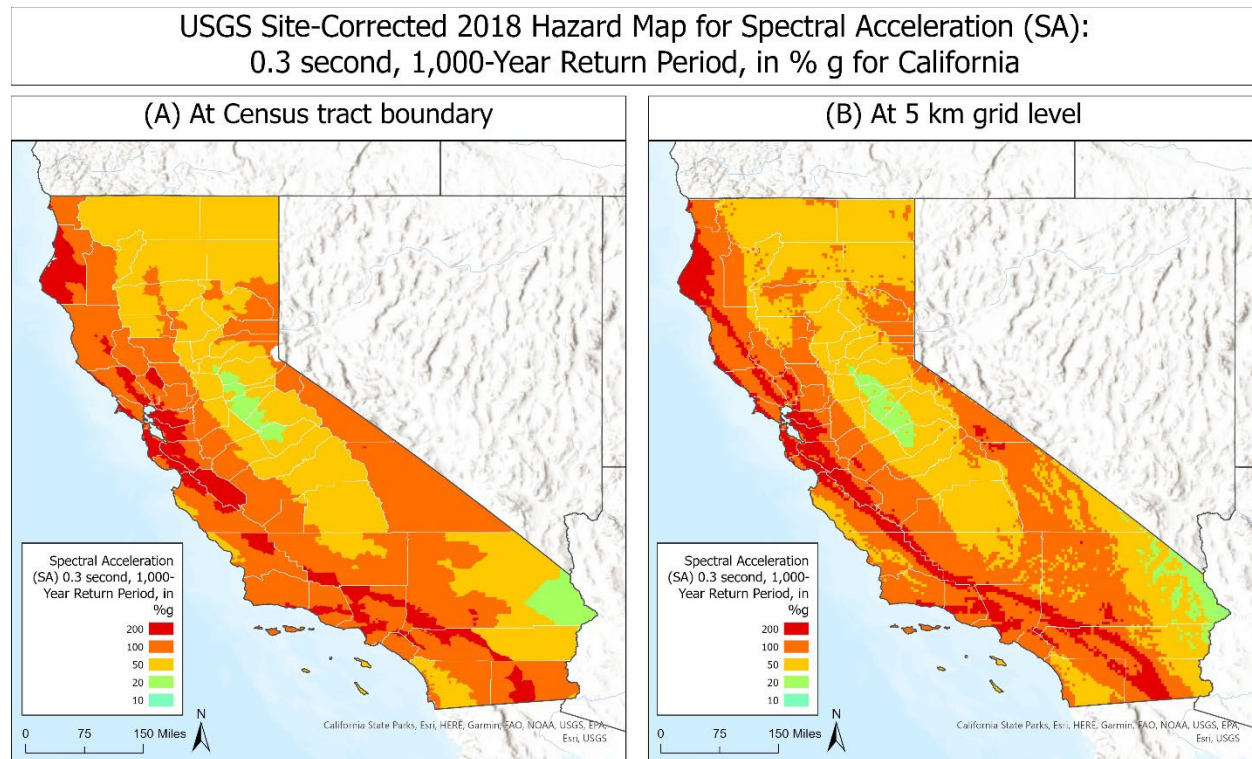 USGS Site-Corrected 2018 Hazard Map for Spectral Acceleration (SA):
0.3 second, 1,000-Year Return Period, in % g for California
(A) At Census tract boundary
Spectral Acceleration
(SA) 0.3 second, 1,000-
Year Return Period, in
%g
200
100
50
20
10
N
0 75 150 Miles
California State Parks, Esri, HERE, Garmin, FAO, NOAA, USGS, EPA,
Esri, USGS
(B) At 5 km grid level
Spectral Acceleration
(SA) 0.3 second, 1,000-
Year Return Period, in
%g
200
100
50
20
10
N
0 75 150 Miles
California State Parks, Esri, HERE, Garmin, FAO, NOAA, USGS, EPA,
Esri, USGS